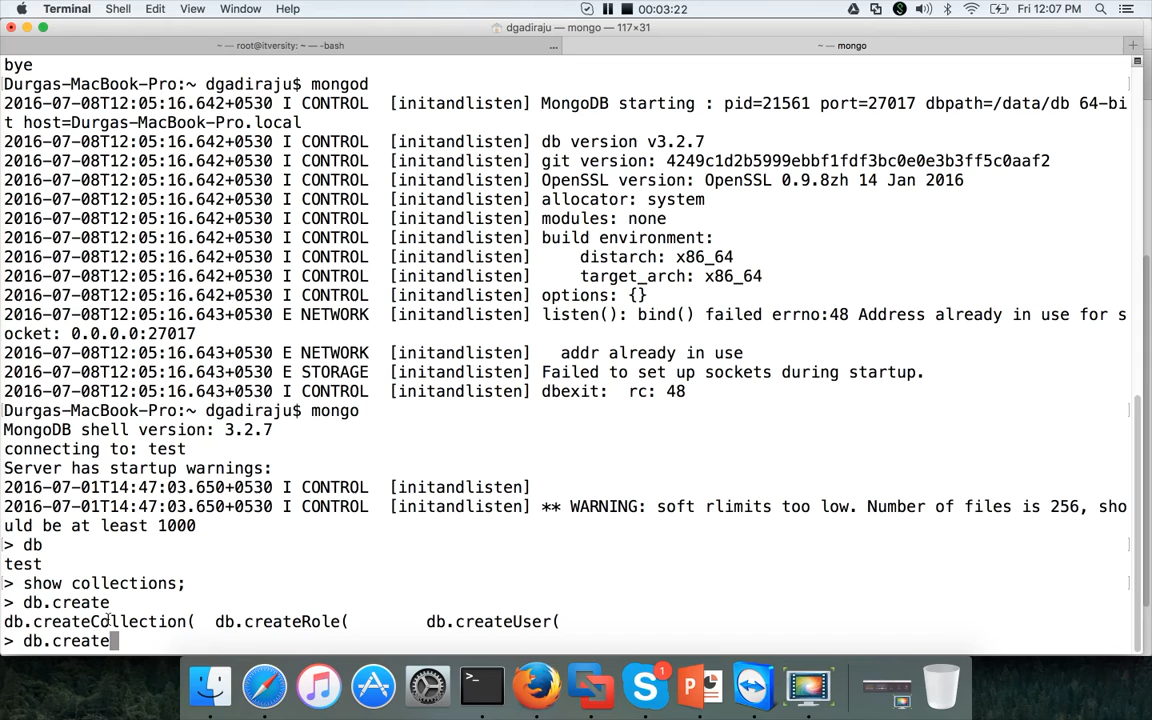 Terminal Shell Edit View Window Help 00:03:22 Fri 12:07 PM
dgadiraju — mongo — 117×31
~ — root@itversity: ~ — -bash ... ~ — mongo
bye
Durgas-MacBook-Pro:~ dgadiraju$ mongod
2016-07-08T12:05:16.642+0530 I CONTROL  [initandlisten] MongoDB starting : pid=21561 port=27017 dbpath=/data/db 64-bi
t host=Durgas-MacBook-Pro.local
2016-07-08T12:05:16.642+0530 I CONTROL  [initandlisten] db version v3.2.7
2016-07-08T12:05:16.642+0530 I CONTROL  [initandlisten] git version: 4249c1d2b5999ebbf1fdf3bc0e0e3b3ff5c0aaf2
2016-07-08T12:05:16.642+0530 I CONTROL  [initandlisten] OpenSSL version: OpenSSL 0.9.8zh 14 Jan 2016
2016-07-08T12:05:16.642+0530 I CONTROL  [initandlisten] allocator: system
2016-07-08T12:05:16.642+0530 I CONTROL  [initandlisten] modules: none
2016-07-08T12:05:16.642+0530 I CONTROL  [initandlisten] build environment:
2016-07-08T12:05:16.642+0530 I CONTROL  [initandlisten]     distarch: x86_64
2016-07-08T12:05:16.642+0530 I CONTROL  [initandlisten]     target_arch: x86_64
2016-07-08T12:05:16.642+0530 I CONTROL  [initandlisten] options: {}
2016-07-08T12:05:16.643+0530 E NETWORK  [initandlisten] listen(): bind() failed errno:48 Address already in use for s
ocket: 0.0.0.0:27017
2016-07-08T12:05:16.643+0530 E NETWORK  [initandlisten]   addr already in use
2016-07-08T12:05:16.643+0530 E STORAGE  [initandlisten] Failed to set up sockets during startup.
2016-07-08T12:05:16.643+0530 I CONTROL  [initandlisten] dbexit:  rc: 48
Durgas-MacBook-Pro:~ dgadiraju$ mongo
MongoDB shell version: 3.2.7
connecting to: test
Server has startup warnings:
2016-07-01T14:47:03.650+0530 I CONTROL  [initandlisten]
2016-07-01T14:47:03.650+0530 I CONTROL  [initandlisten] ** WARNING: soft rlimits too low. Number of files is 256, sho
uld be at least 1000
> db
test
> show collections;
> db.create
db.createCollection(  db.createRole(        db.createUser(
> db.create
1